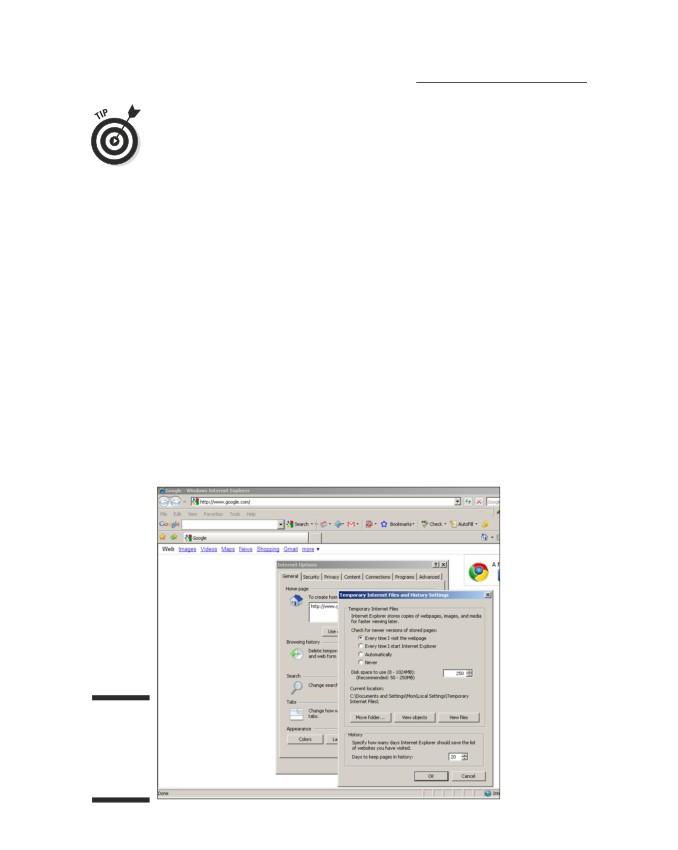 TIP
Google - Windows Internet Explorer
http://www.google.com/
File Edit View Favorites Tools Help
Google
Search
Bookmarks
Check
AutoFill
Google
Web Images Videos Maps News Shopping Gmail more
Internet Options
General Security Privacy Content Connections Programs Advanced
Home page
To create hom
http://www.g
Use
Browsing history
Delete tempor
and web form
Search
Change searc
Tabs
Change how
tabs.
Appearance
Colors La
Temporary Internet Files and History Settings
Temporary Internet Files
Internet Explorer stores copies of webpages, images, and media
for faster viewing later.
Check for newer versions of stored pages:
Every time I visit the webpage
Every time I start Internet Explorer
Automatically
Never
Disk space to use (8 - 1024MB):
(Recommended: 50 - 250MB)
250
Current location:
C:\Documents and Settings\Mom\Local Settings\Temporary
Internet Files\
Move folder... View objects View files
History
Specify how many days Internet Explorer should save the list
of websites you have visited.
Days to keep pages in history:
20
OK Cancel
Done